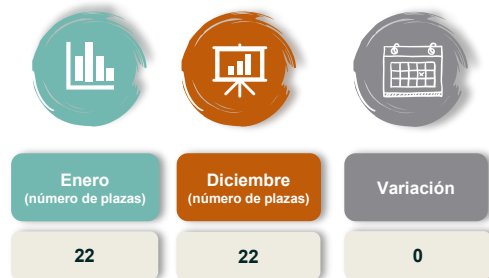 Enero
(número de plazas)
Diciembre
(número de plazas)
Variación
22
22
0